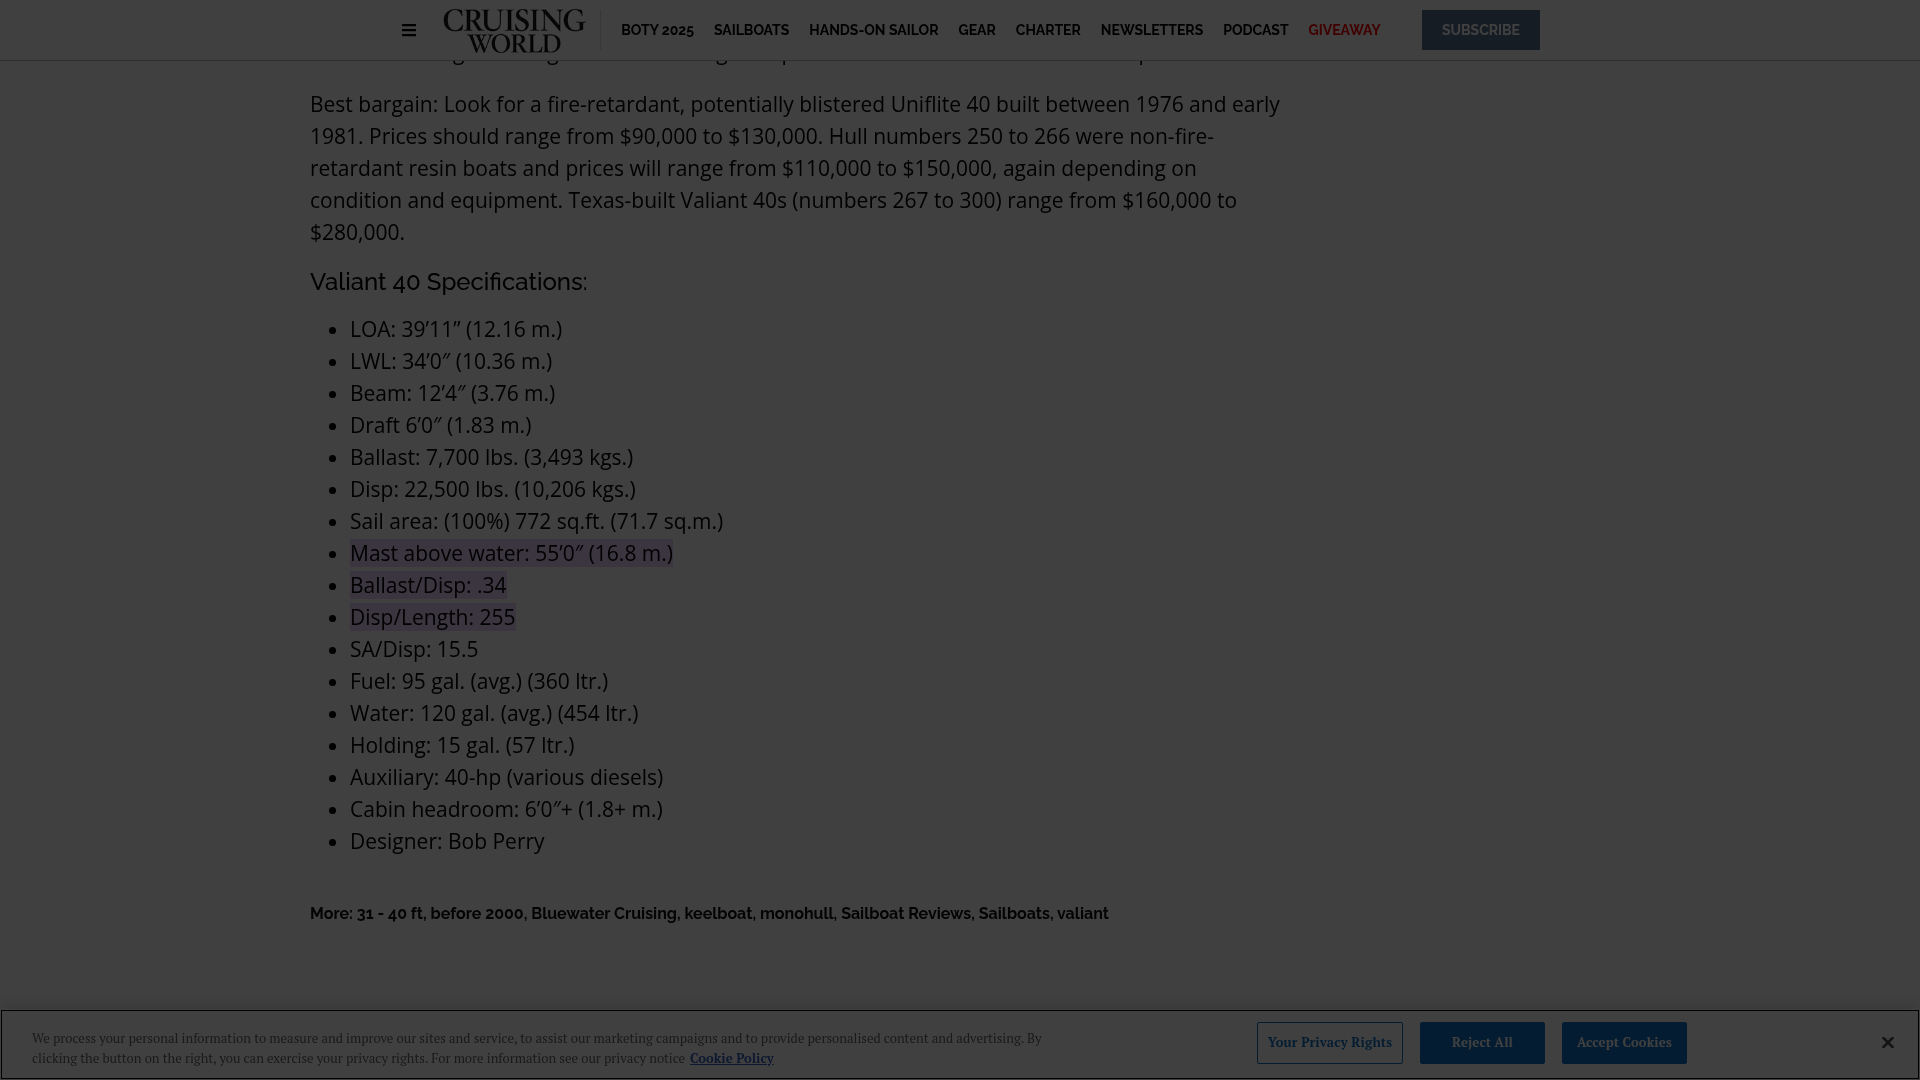 CRUISING
WORLD
BOTY 2025
SAILBOATS
HANDS-ON SAILOR
GEAR
CHARTER
NEWSLETTERS
PODCAST
GIVEAWAY
SUBSCRIBE
Best bargain: Look for a fire-retardant, potentially blistered Uniflite 40 built between 1976 and early
1981. Prices should range from $90,000 to $130,000. Hull numbers 250 to 266 were non-fire-
retardant resin boats and prices will range from $110,000 to $150,000, again depending on
condition and equipment. Texas-built Valiant 40s (numbers 267 to 300) range from $160,000 to
$280,000.
Valiant 40 Specifications:
LOA: 39’11” (12.16 m.)
LWL: 34’0″ (10.36 m.)
Beam: 12’4″ (3.76 m.)
Draft 6’0″ (1.83 m.)
Ballast: 7,700 lbs. (3,493 kgs.)
Disp: 22,500 lbs. (10,206 kgs.)
Sail area: (100%) 772 sq.ft. (71.7 sq.m.)
Mast above water: 55’0″ (16.8 m.)
Ballast/Disp: .34
Disp/Length: 255
SA/Disp: 15.5
Fuel: 95 gal. (avg.) (360 ltr.)
Water: 120 gal. (avg.) (454 ltr.)
Holding: 15 gal. (57 ltr.)
Auxiliary: 40-hp (various diesels)
Cabin headroom: 6’0″+ (1.8+ m.)
Designer: Bob Perry
More: 31 - 40 ft, before 2000, Bluewater Cruising, keelboat, monohull, Sailboat Reviews, Sailboats, valiant
We process your personal information to measure and improve our sites and service, to assist our marketing campaigns and to provide personalised content and advertising. By
clicking the button on the right, you can exercise your privacy rights. For more information see our privacy notice Cookie Policy
Your Privacy Rights
Reject All
Accept Cookies